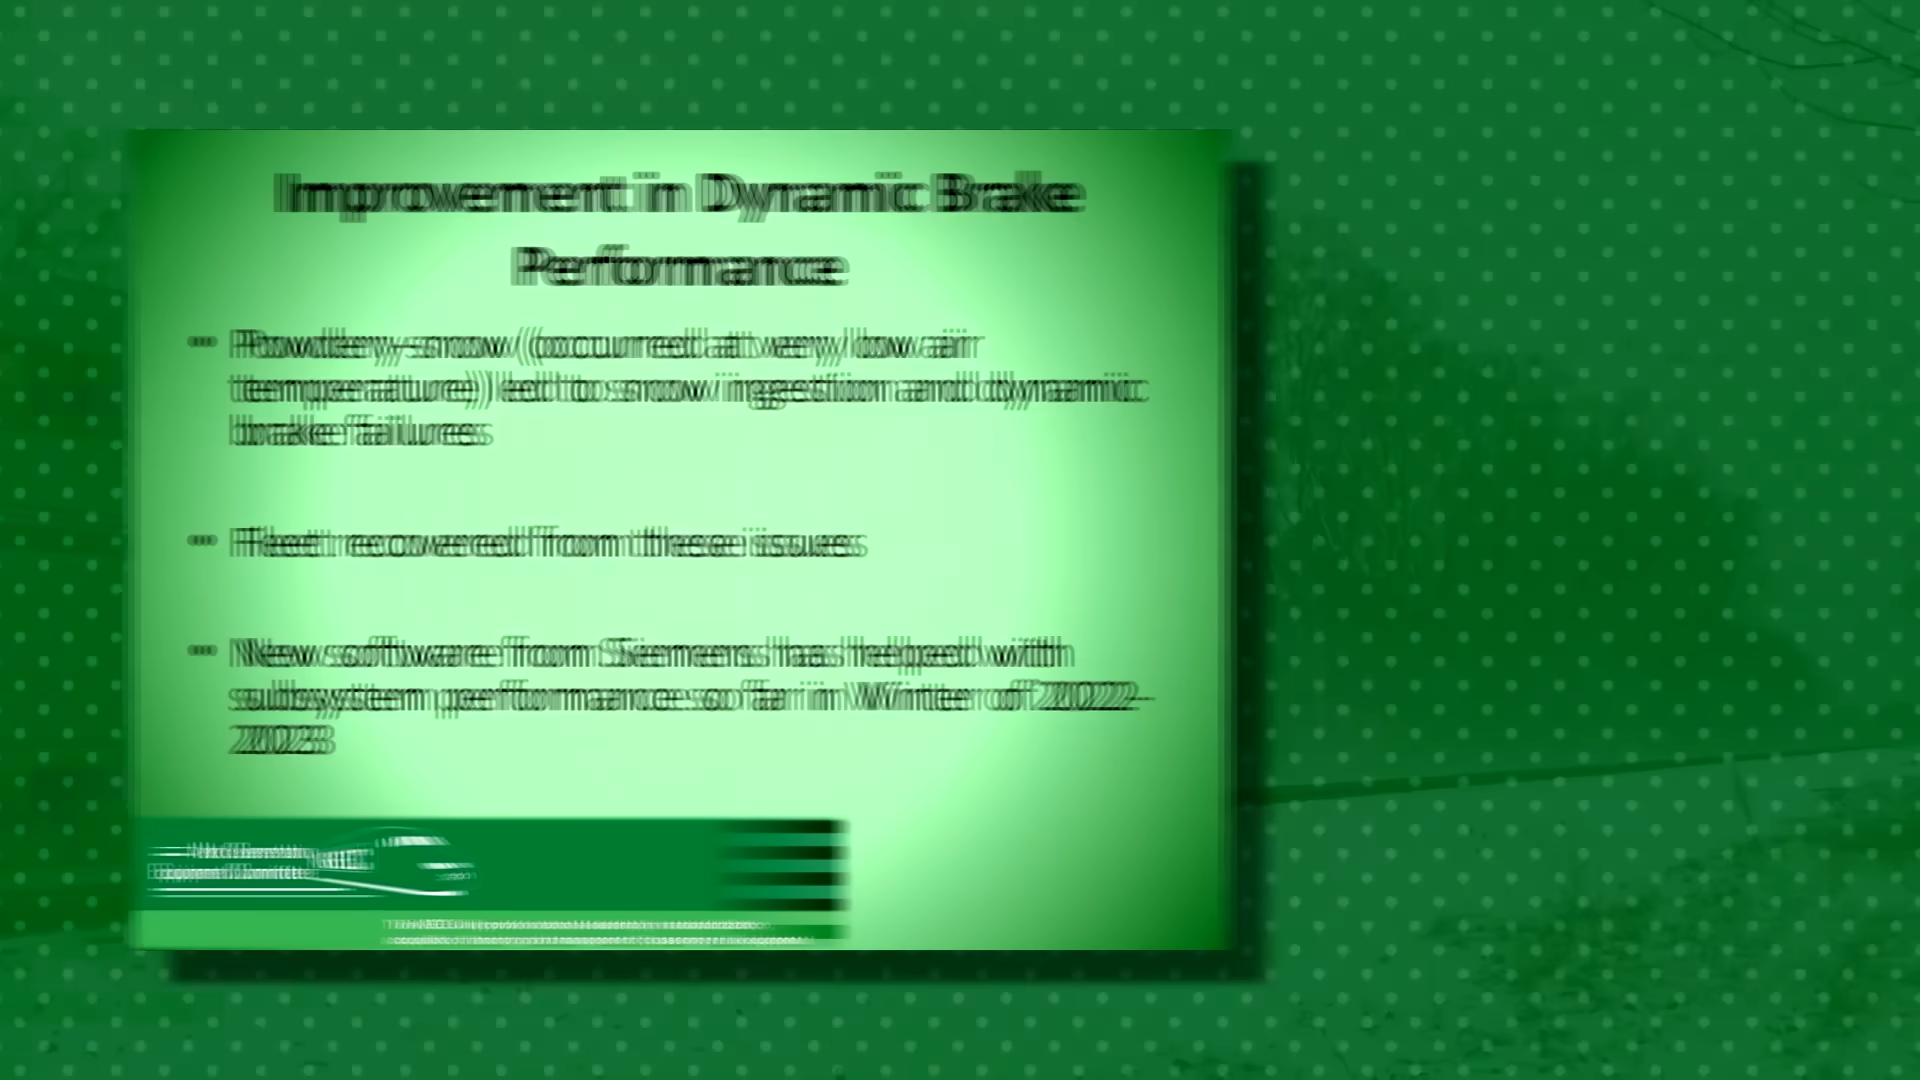 Improvement in Dynamic Brake
Performance
– Powdery-snow (occurred at very low air
temperature) led to snow ingestion and dynamic
brake failures
– Fleet recovered from these issues
– New software from Siemens has helped with
subsystem performance so far in Winter of 2022-
2023